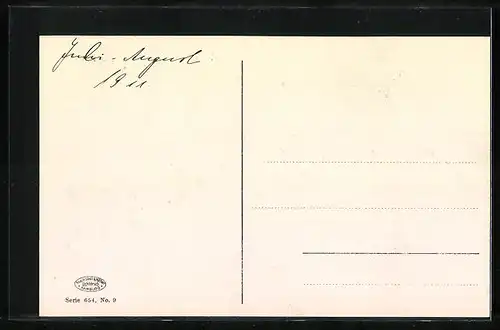 Juli - August
1911
Serie 654, No. 9